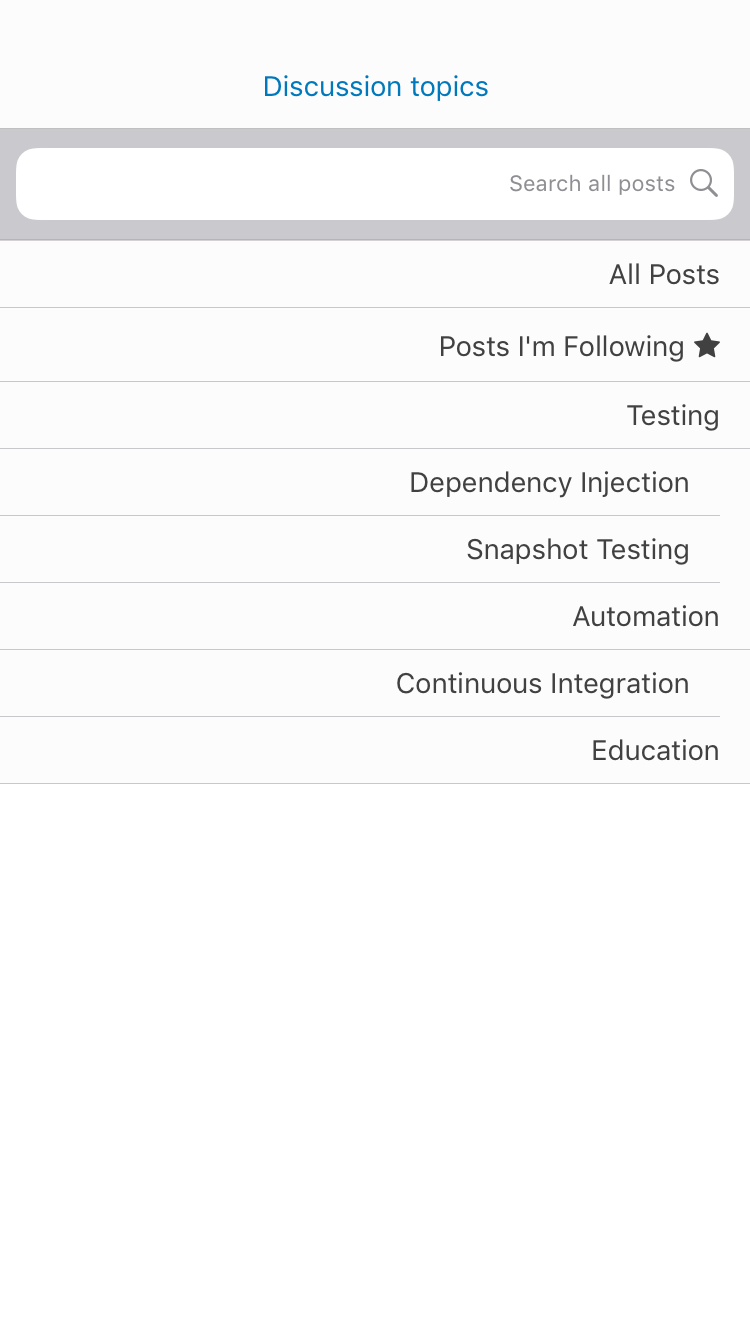 Discussion topics
Search all posts
All Posts
Posts I'm Following
Testing
Dependency Injection
Snapshot Testing
Automation
Continuous Integration
Education